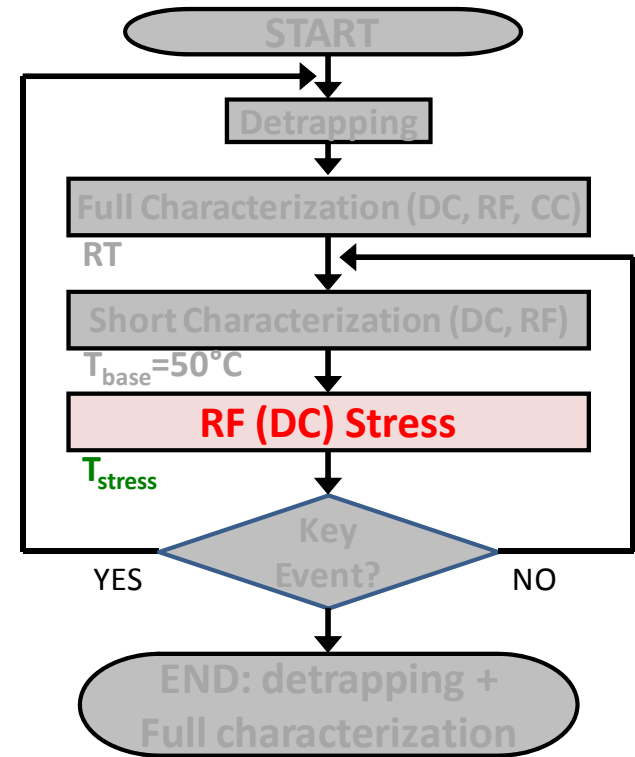 START
Detrapping
Full Characterization (DC, RF, CC)
RT
Short Characterization (DC, RF)
Tbase=50°C
RF (DC) Stress
Tstress
Key
Event?
YES
NO
END: detrapping +
Full characterization